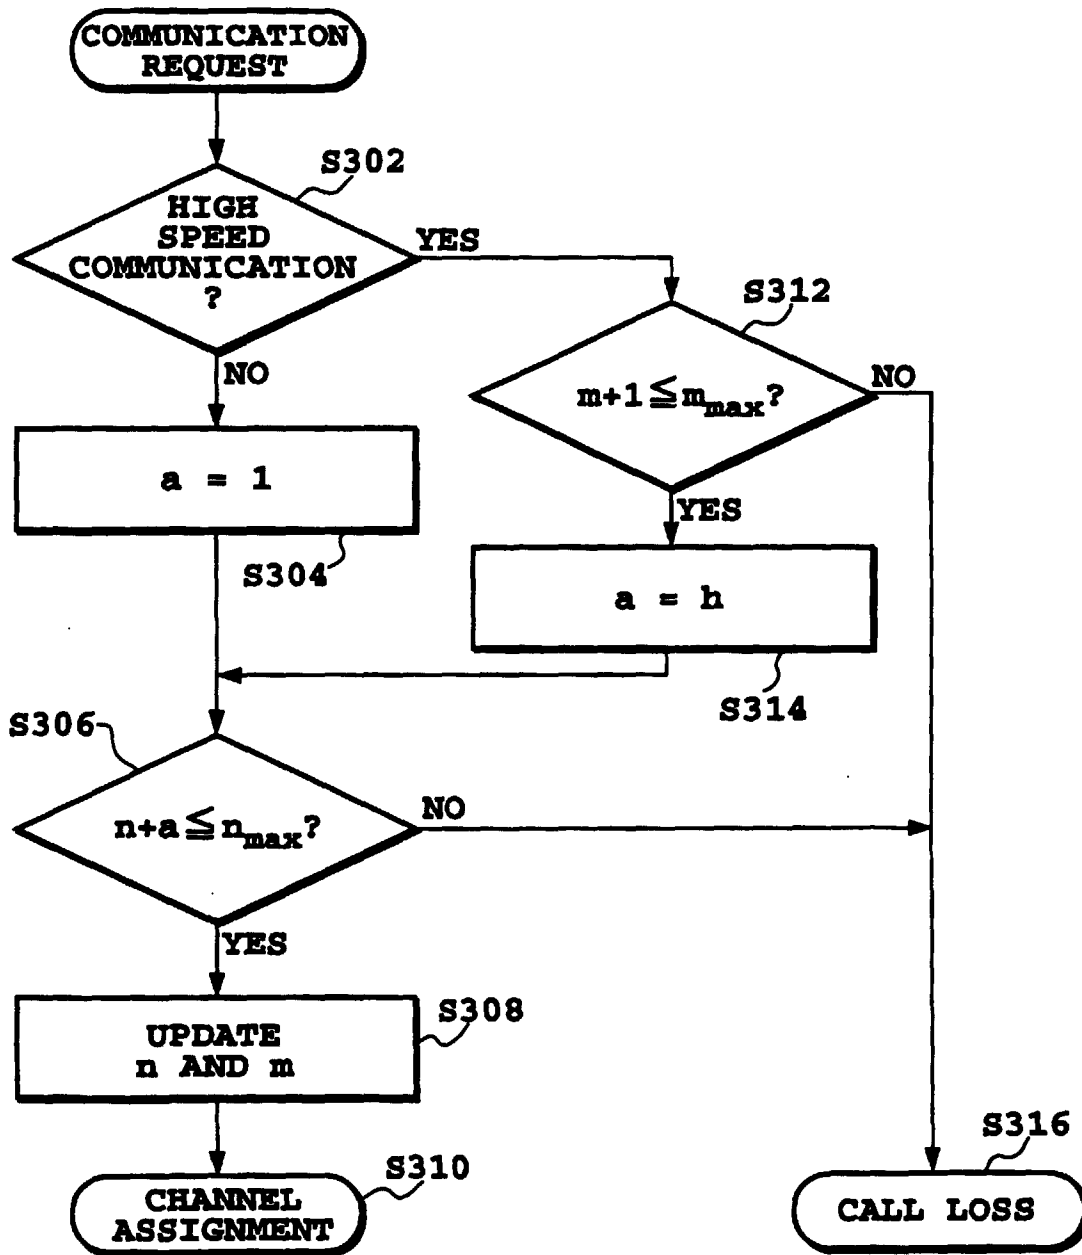 COMMUNICATION
REQUEST
S302
HIGH
SPEED
COMMUNICATION
?
YES
NO
S312
m+1≦mmax?
NO
YES
a = 1
S304
a = h
S314
S306
n+a≦nmax?
NO
YES
UPDATE
n AND m
S308
CHANNEL
ASSIGNMENT
S310
S316
CALL LOSS